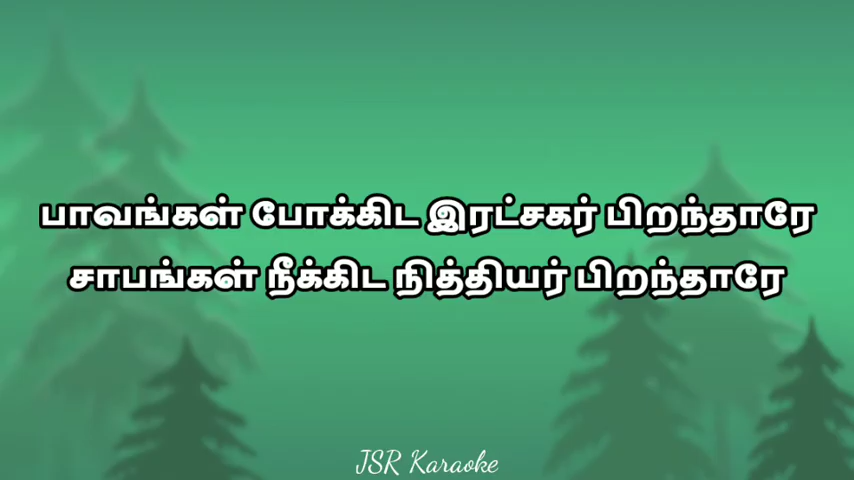 பாவங்கள் போக்கிட இரட்சகர் பிறந்தாரே
சாபங்கள் நீக்கிட நித்தியர் பிறந்தாரே
JSR Karaoke